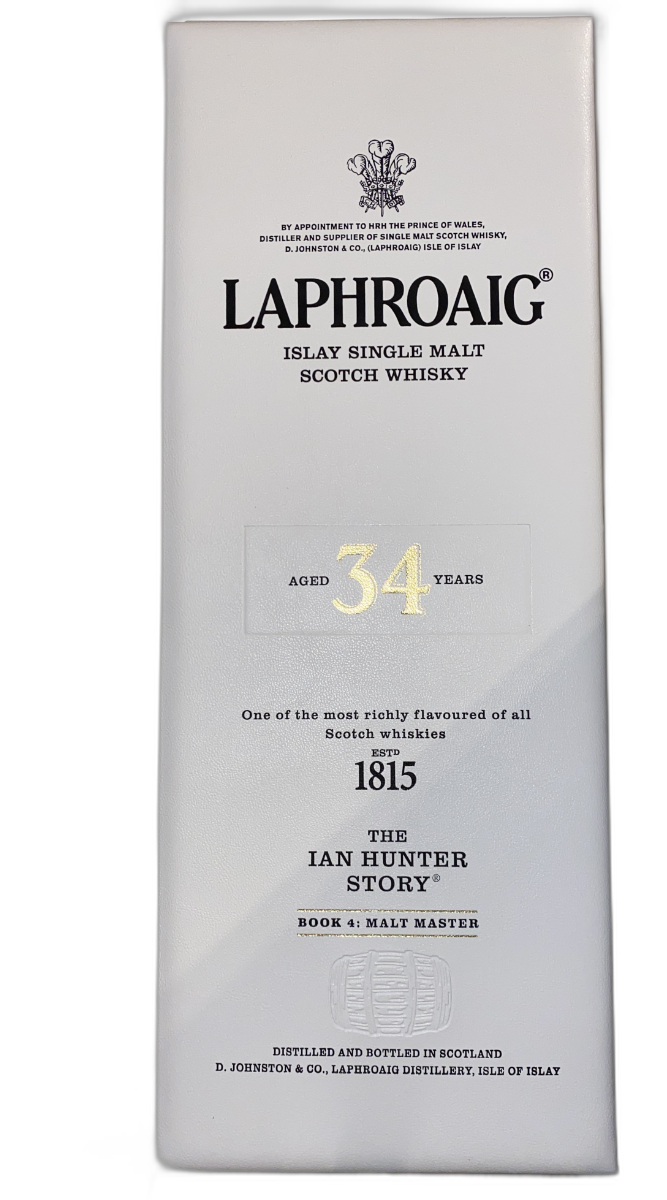 BY APPOINTMENT TO HRH THE PRINCE OF WALES,
DISTILLER AND SUPPLIER OF SINGLE MALT SCOTCH WHISKY,
D. JOHNSTON & CO., (LAPHROAIG) ISLE OF ISLAY
LAPHROAIG®
ISLAY SINGLE MALT
SCOTCH WHISKY
AGED 34 YEARS
One of the most richly flavoured of all
Scotch whiskies
ESTD
1815
THE
IAN HUNTER
STORY®
BOOK 4: MALT MASTER
DISTILLED AND BOTTLED IN SCOTLAND
D. JOHNSTON & CO., LAPHROAIG DISTILLERY, ISLE OF ISLAY